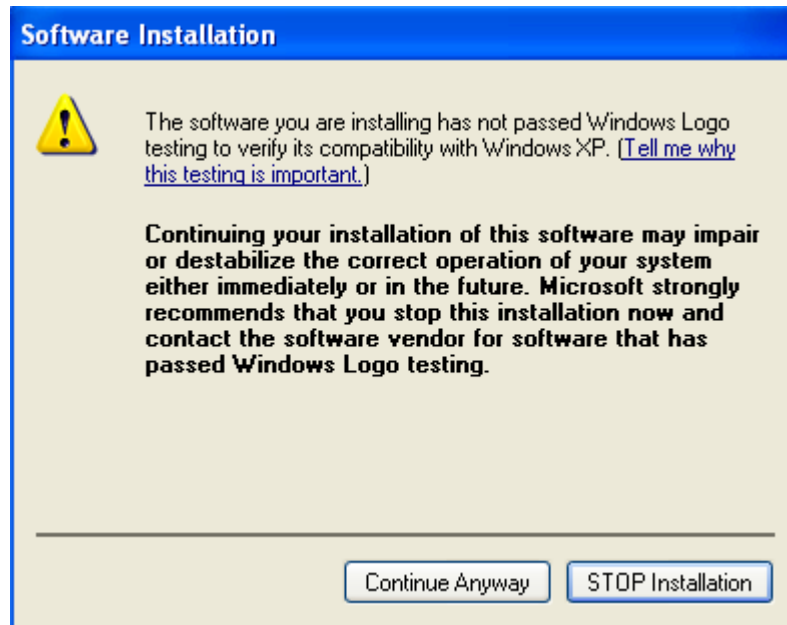 Software Installation
The software you are installing has not passed Windows Logo
testing to verify its compatibility with Windows XP. (Tell me why
this testing is important.)
Continuing your installation of this software may impair
or destabilize the correct operation of your system
either immediately or in the future. Microsoft strongly
recommends that you stop this installation now and
contact the software vendor for software that has
passed Windows Logo testing.
Continue Anyway
STOP Installation